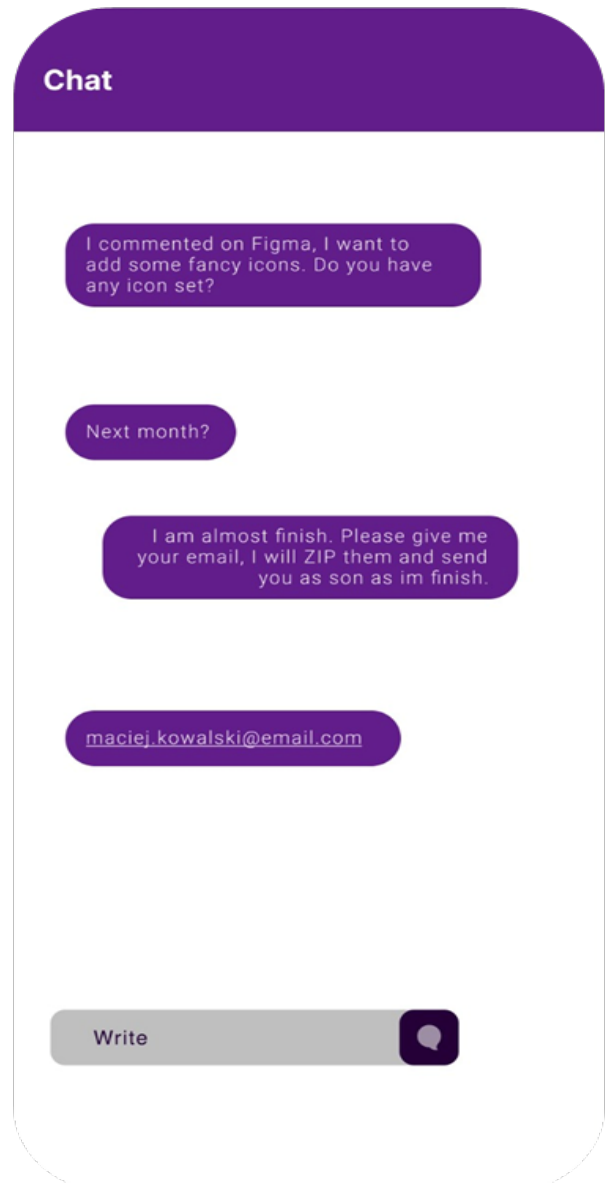 Chat
I commented on Figma, I want to
add some fancy icons. Do you have
any icon set?
Next month?
I am almost finish. Please give me
your email, I will ZIP them and send
you as son as im finish.
maciej.kowalski@email.com
Write